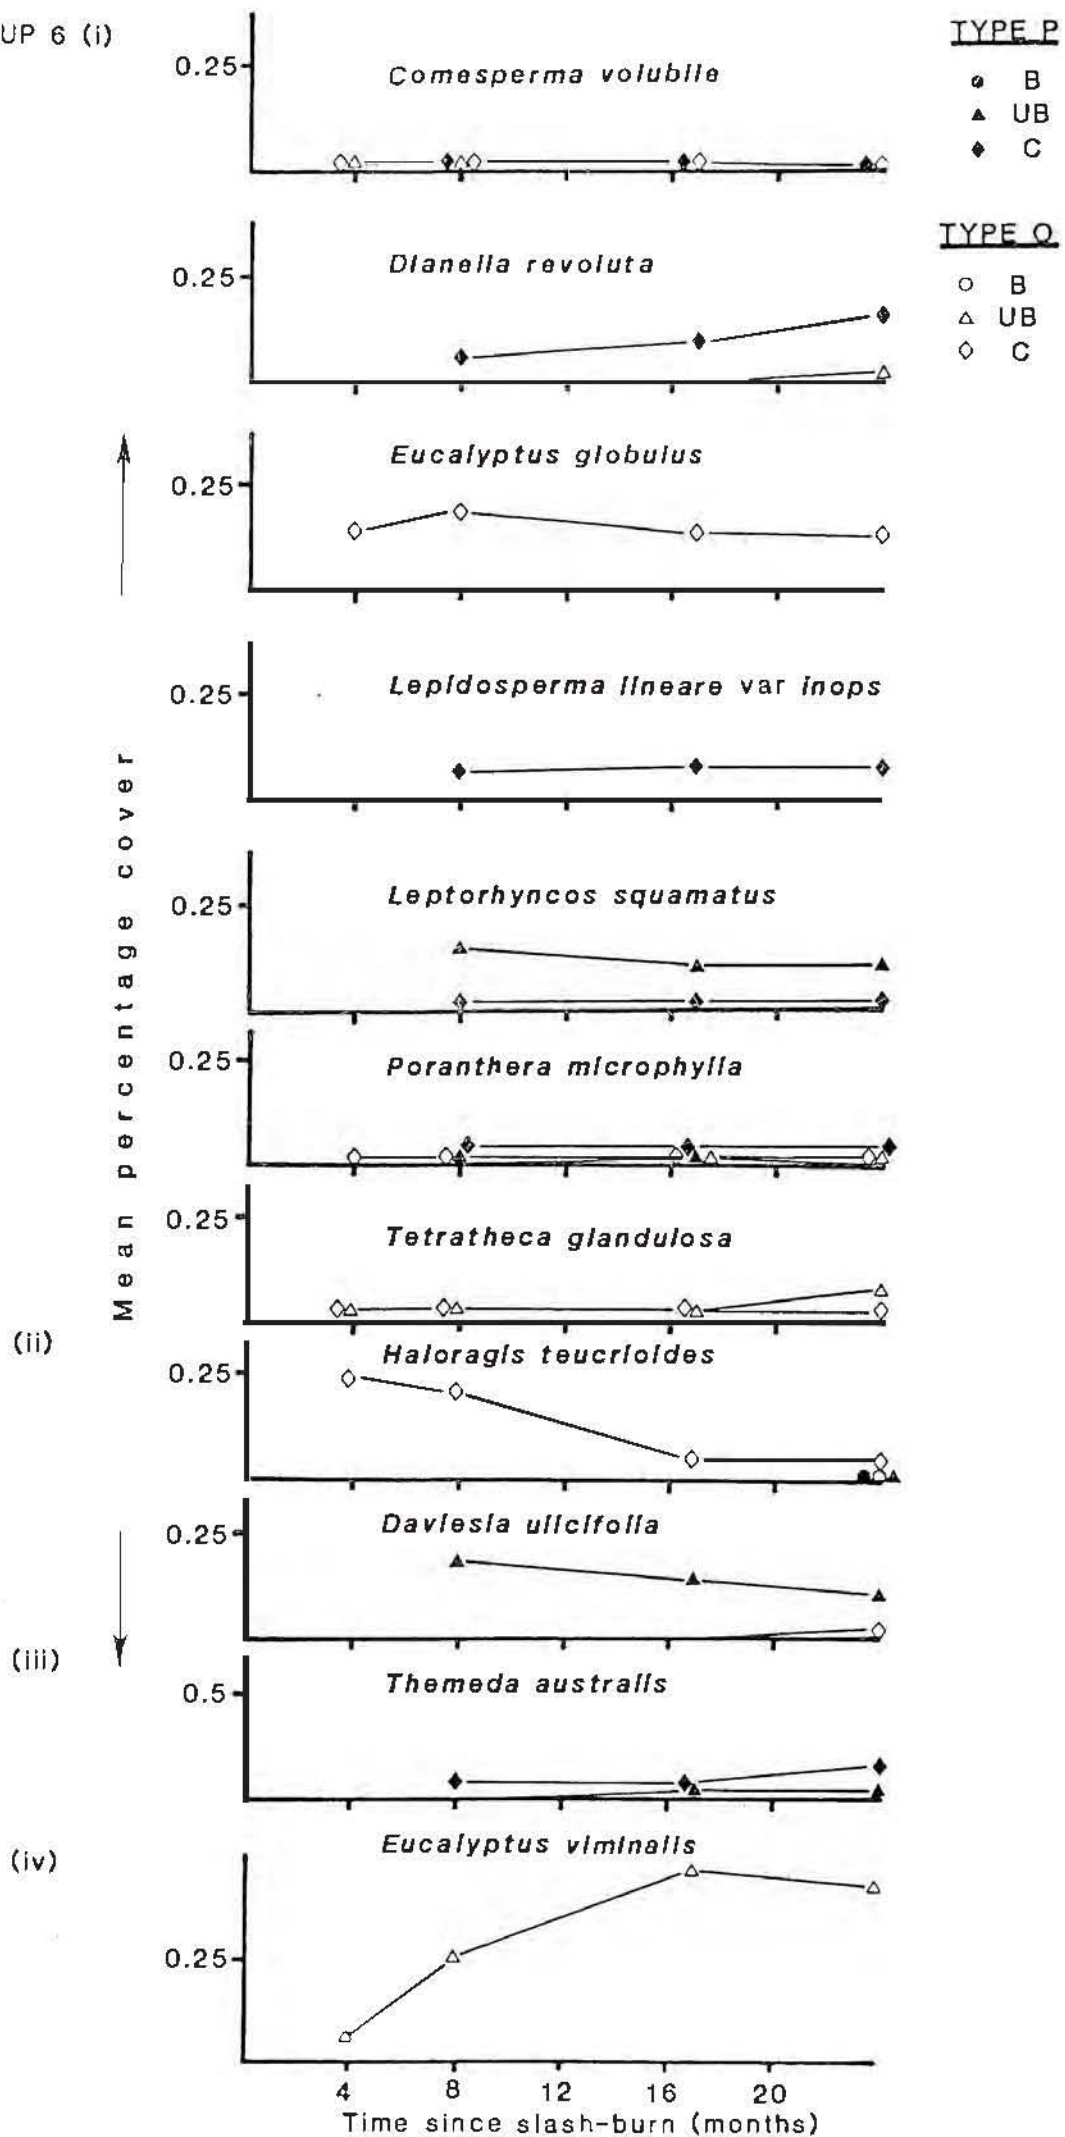 UP 6 (i)
TYPE P
B
UB
C
TYPE Q
B
UB
C
0.25
Comesperma volubile
0.25
Dianella revoluta
0.25
Eucalyptus globulus
0.25
Lepidosperma lineare var inops
0.25
Leptorhyncos squamatus
0.25
Poranthera microphylla
0.25
Tetratheca glandulosa
(ii)
0.25
Haloragis teucrioides
0.25
Daviesia ulicifolia
(iii)
0.5
Themeda australis
(iv)
Eucalyptus viminalis
0.25
Mean percentage cover
4 8 12 16 20
Time since slash-burn (months)